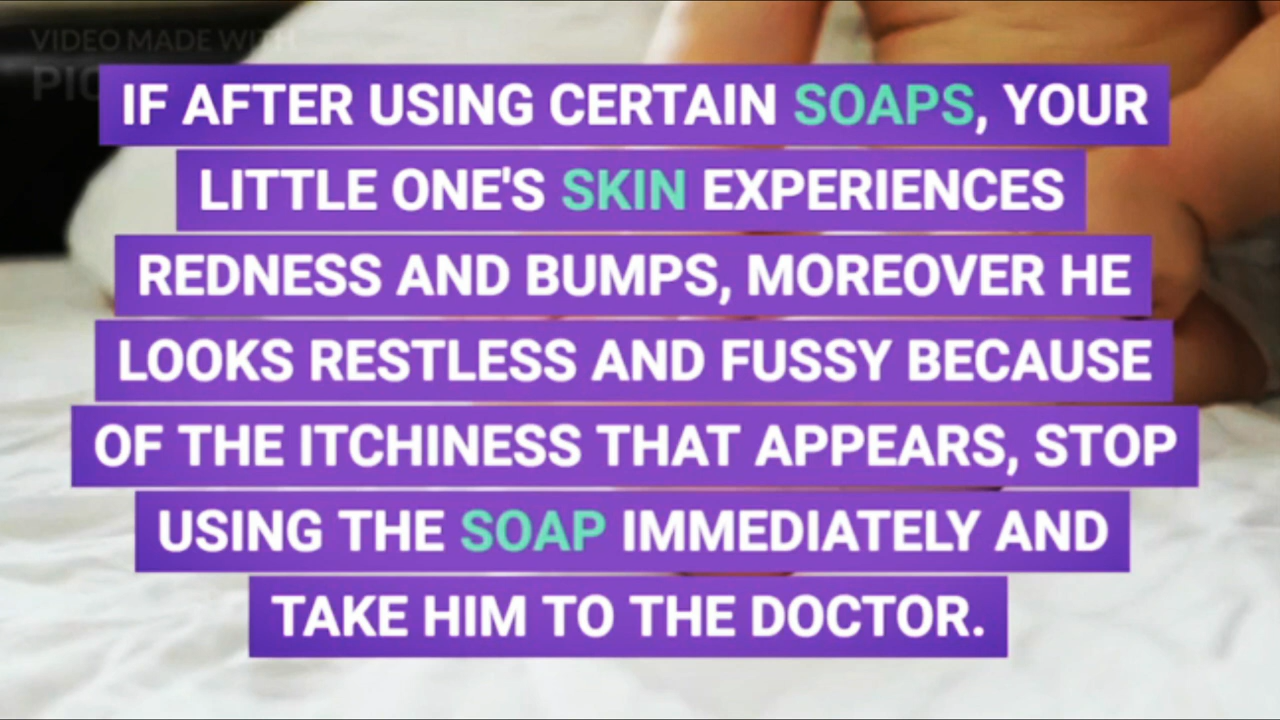 VIDEO MADE WITH
PIC
IF AFTER USING CERTAIN SOAPS, YOUR
LITTLE ONE'S SKIN EXPERIENCES
REDNESS AND BUMPS, MOREOVER HE
LOOKS RESTLESS AND FUSSY BECAUSE
OF THE ITCHINESS THAT APPEARS, STOP
USING THE SOAP IMMEDIATELY AND
TAKE HIM TO THE DOCTOR.